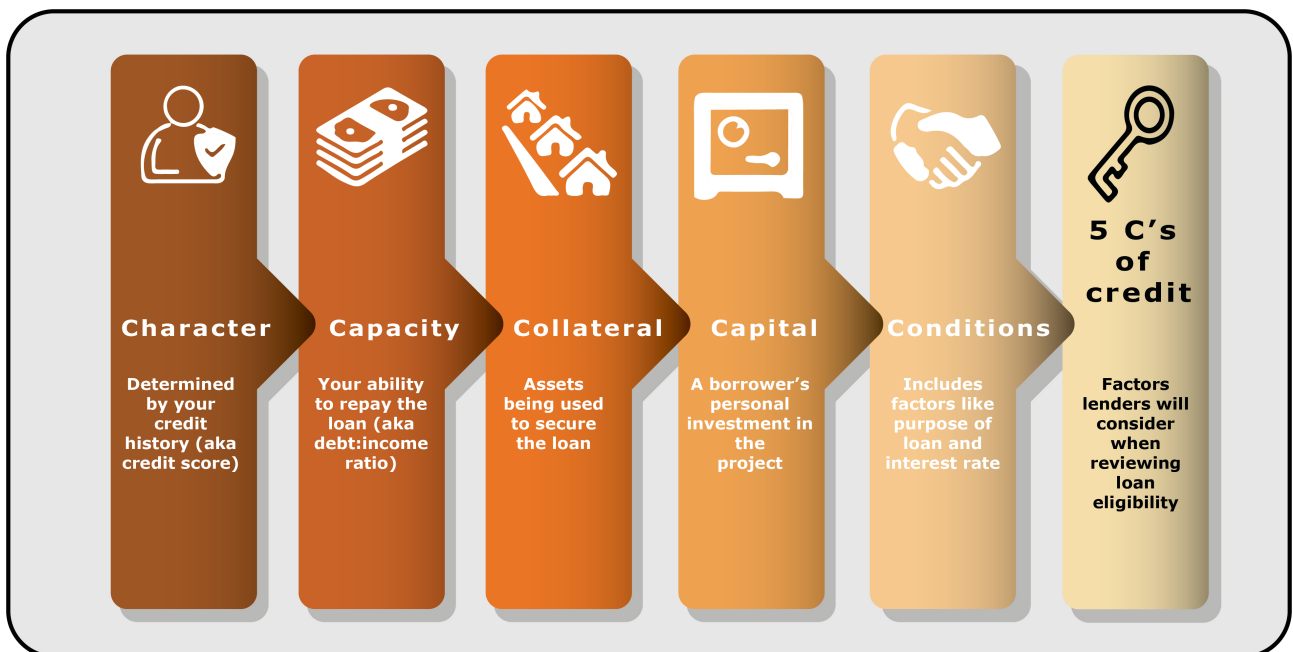 Character
Determined
by your
credit
history (aka
credit score)
Capacity
Your ability
to repay the
loan (aka
debt:income
ratio)
Collateral
Assets
being used
to secure
the loan
Capital
A borrower’s
personal
investment in
the
project
Conditions
Includes
factors like
purpose of
loan and
interest rate
5 C’s
of
credit
Factors
lenders will
consider
when
reviewing
loan
eligibility